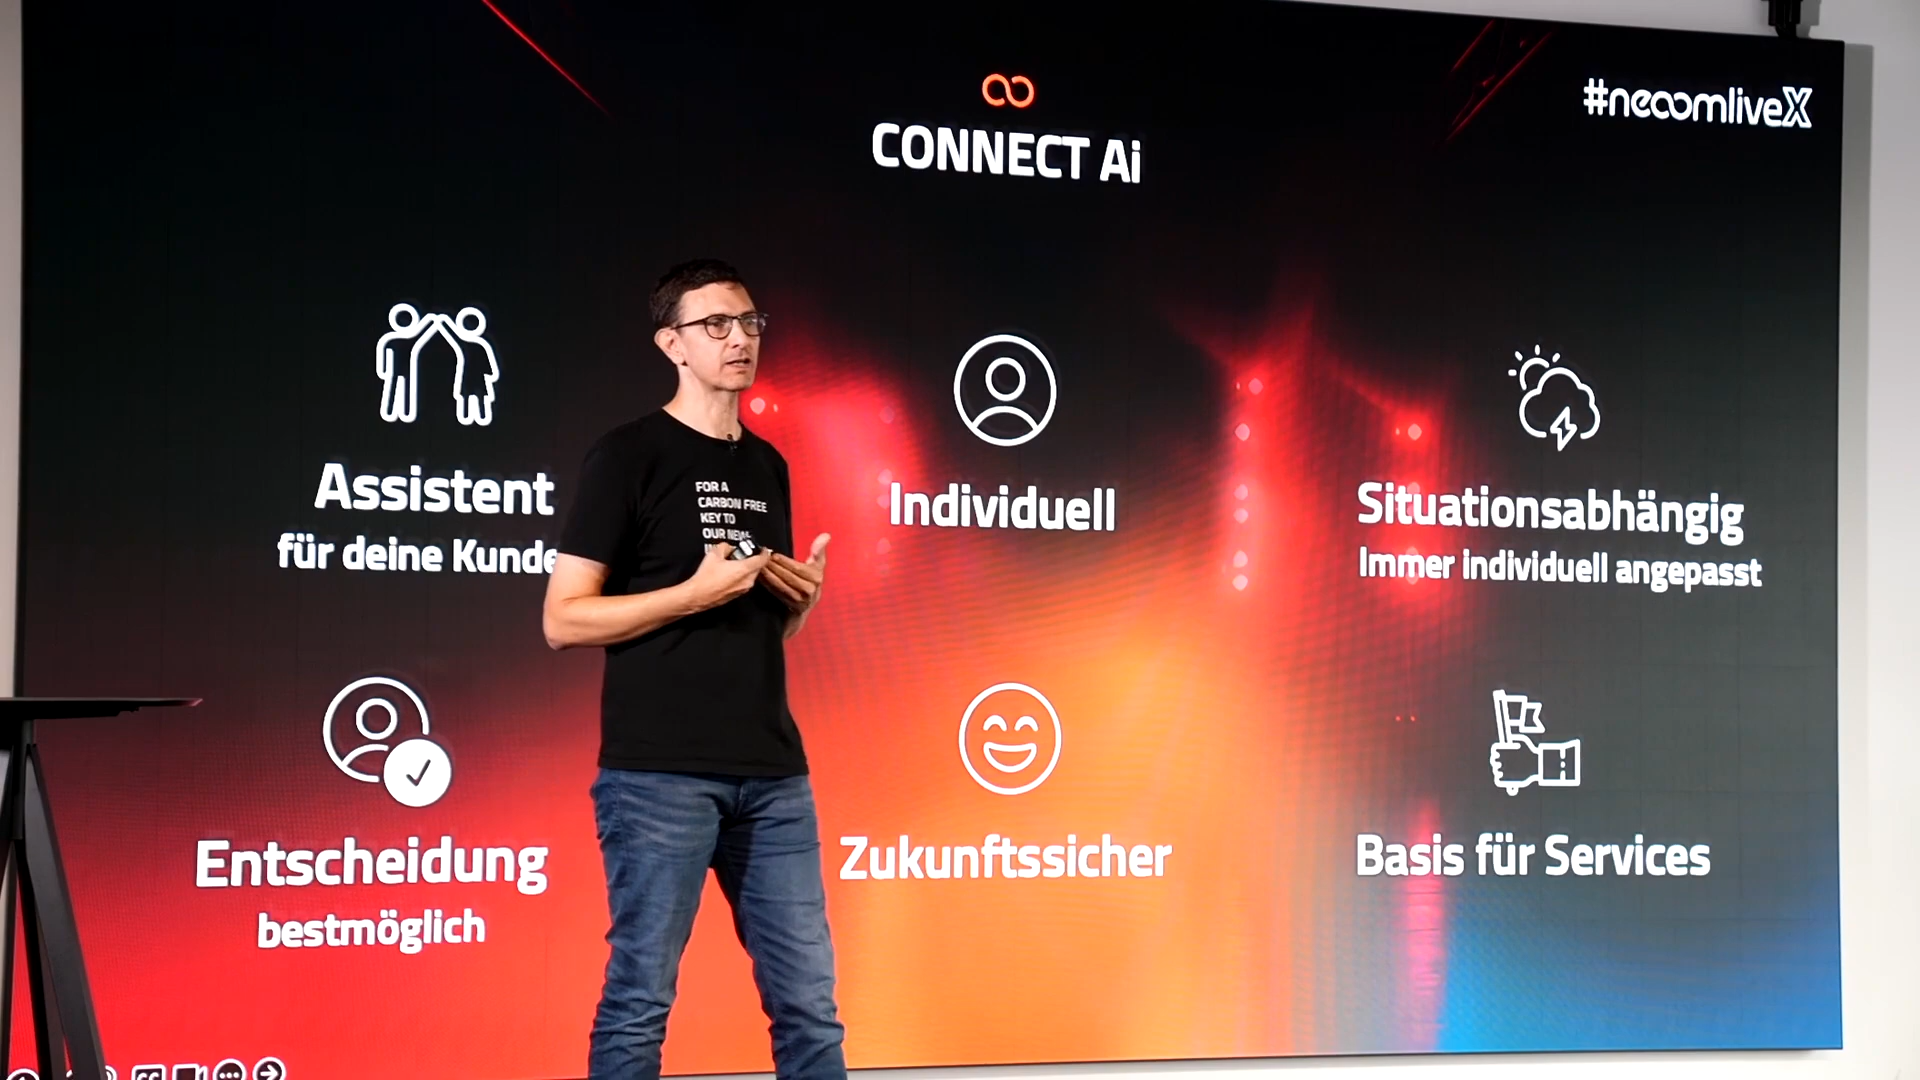 #neoomliveX
CONNECT Ai
Assistent
für deine Kunde
Individuell
Situationsabhängig
Immer individuell angepasst
Entscheidung
bestmöglich
Zukunftssicher
Basis für Services
FOR A
CARBON FREE
KEY TO
OUR